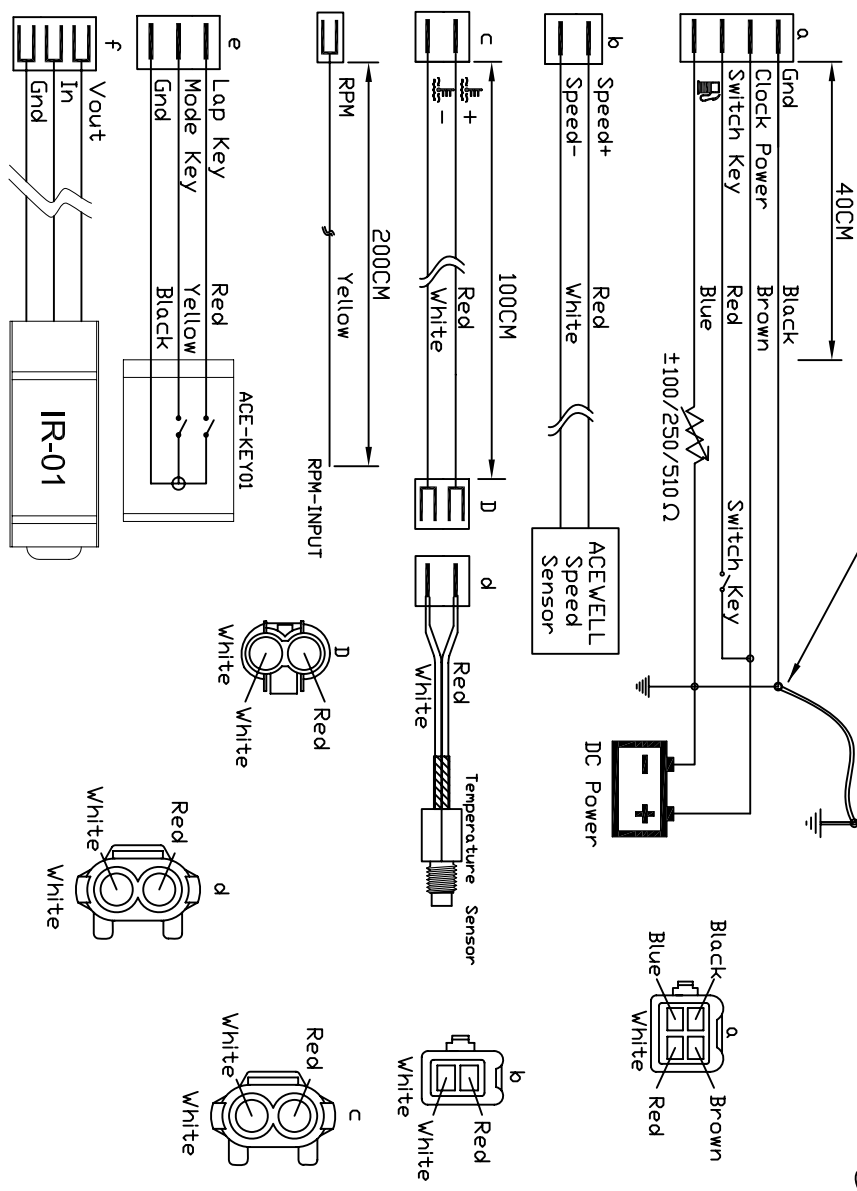 a
Gnd
Clock Power
Switch Key
40CM
Black
Brown
Red
Blue
±100/250/510Ω
Switch Key
DC Power
- +
Black
Blue
a
White
Brown
Red
b
Speed+
Speed-
Red
White
ACEWELL
Speed
Sensor
b
Red
White
White
c
+
-
100CM
Red
White
D
d
Red
White
Temperature Sensor
RPM
200CM
Yellow
RPM-INPUT
D
Red
White
White
d
Red
White
White
c
Red
White
White
e
Lap Key
Mode Key
Gnd
Red
Yellow
Black
ACE-KEY01
f
Vout
In
Gnd
IR-01